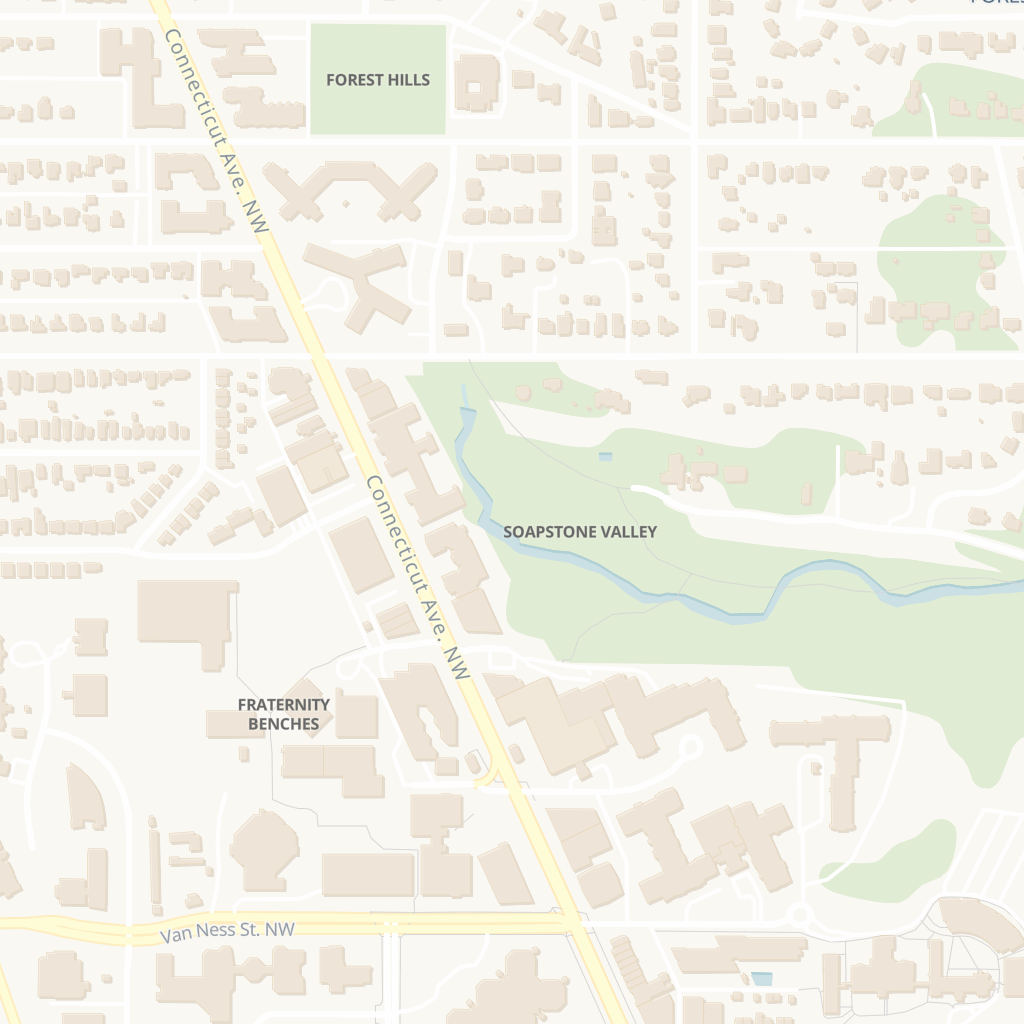 FOREST HILLS
Connecticut Ave. NW
Connecticut Ave. NW
SOAPSTONE VALLEY
FRATERNITY
BENCHES
Van Ness St. NW